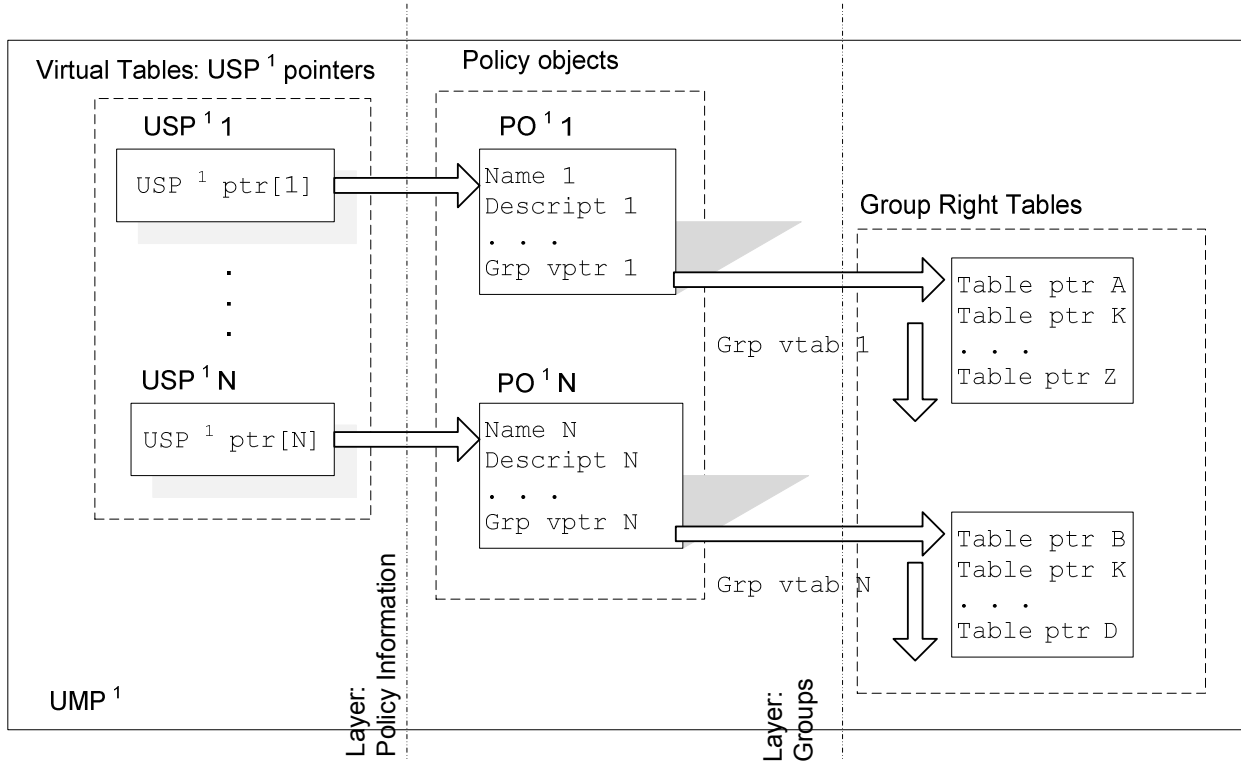 Virtual Tables: USP ¹ pointers
USP ¹ 1
USP ¹ ptr[1]
.
.
.
USP ¹ N
USP ¹ ptr[N]
Policy objects
PO ¹ 1
Name 1
Descript 1
. . .
Grp vptr 1
PO ¹ N
Name N
Descript N
. . .
Grp vptr N
Grp vtab 1
Grp vtab N
Group Right Tables
Table ptr A
Table ptr K
. . .
Table ptr Z
Table ptr B
Table ptr K
. . .
Table ptr D
UMP ¹
Layer:
Policy Information
Layer:
Groups